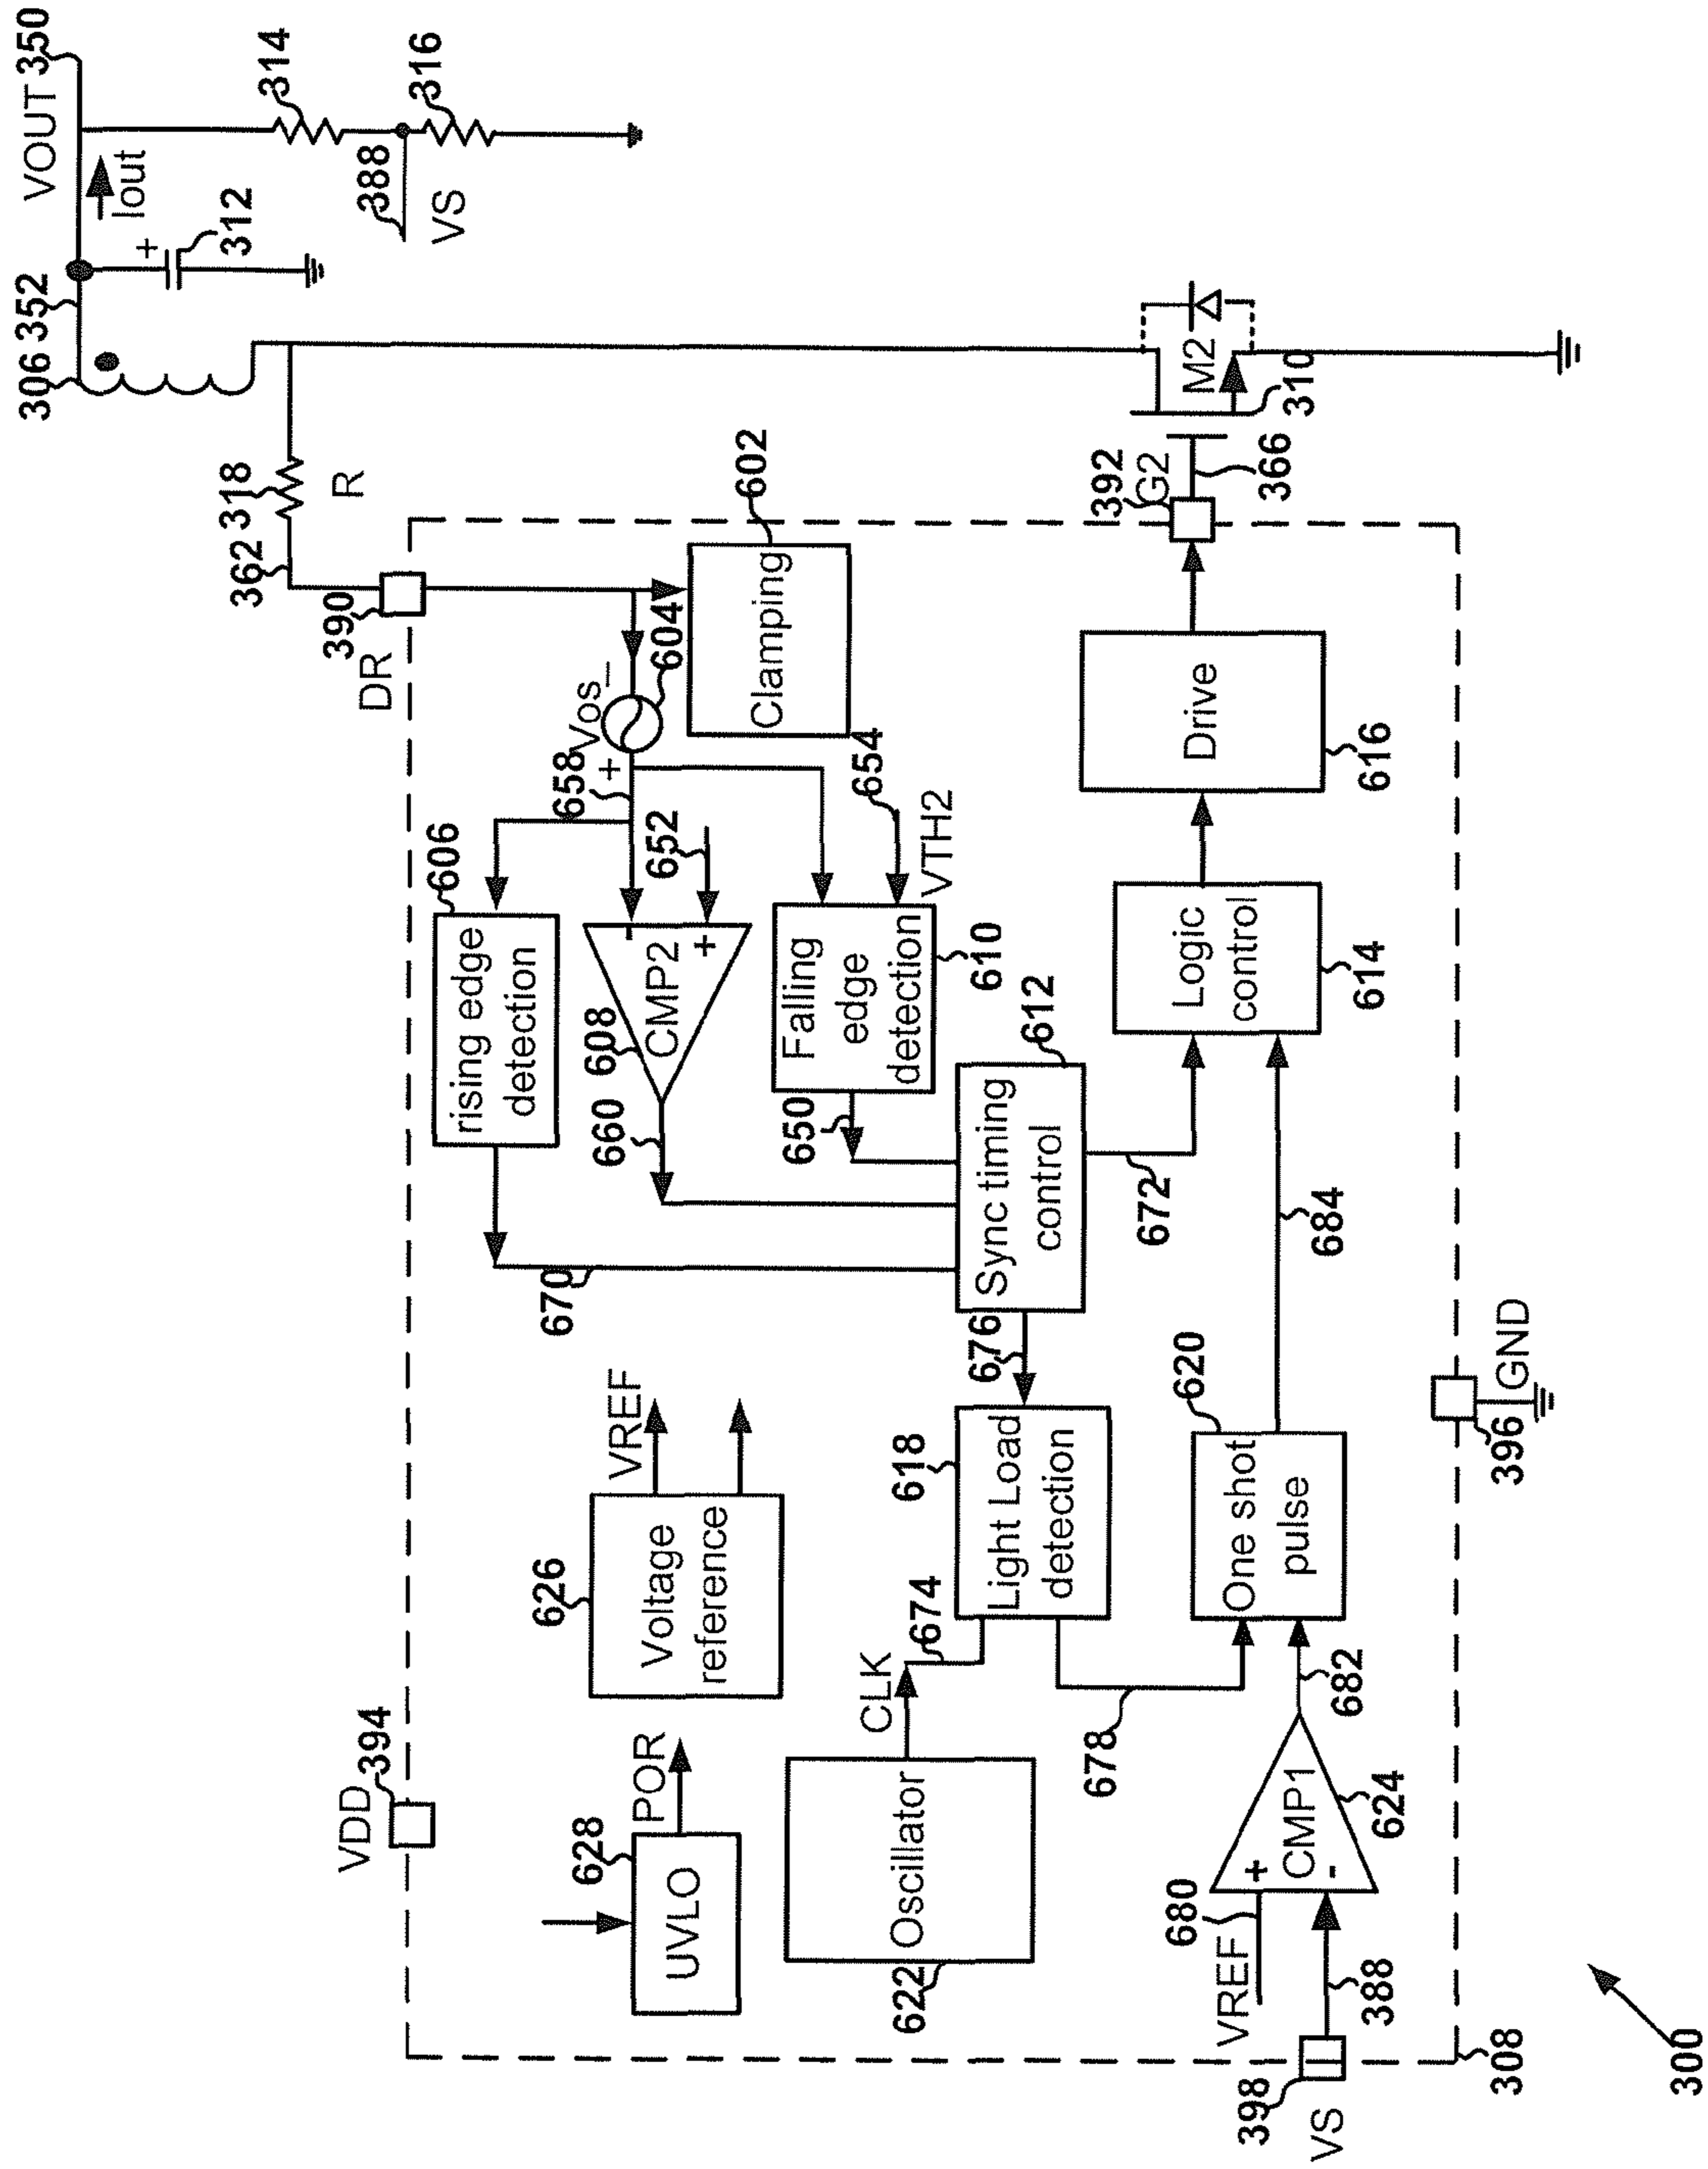 306
352
VOUT
350
Iout
+
312
314
388
VS
316
362
318
R
390
DR
602
Clamping
Vos
-
+
604
658
606
rising edge
detection
652
-
+
CMP2
608
654
VTH2
Falling
edge
detection
610
392
G2
366
M2
310
660
650
670
612
Sync timing
control
672
676
Logic
control
614
Drive
616
684
VDD
394
628
UVLO
POR
626
Voltage
reference
VREF
Oscillator
622
CLK
674
618
Light Load
detection
678
620
One shot
pulse
682
680
VREF
+
-
CMP1
624
388
398
VS
396
GND
308
300